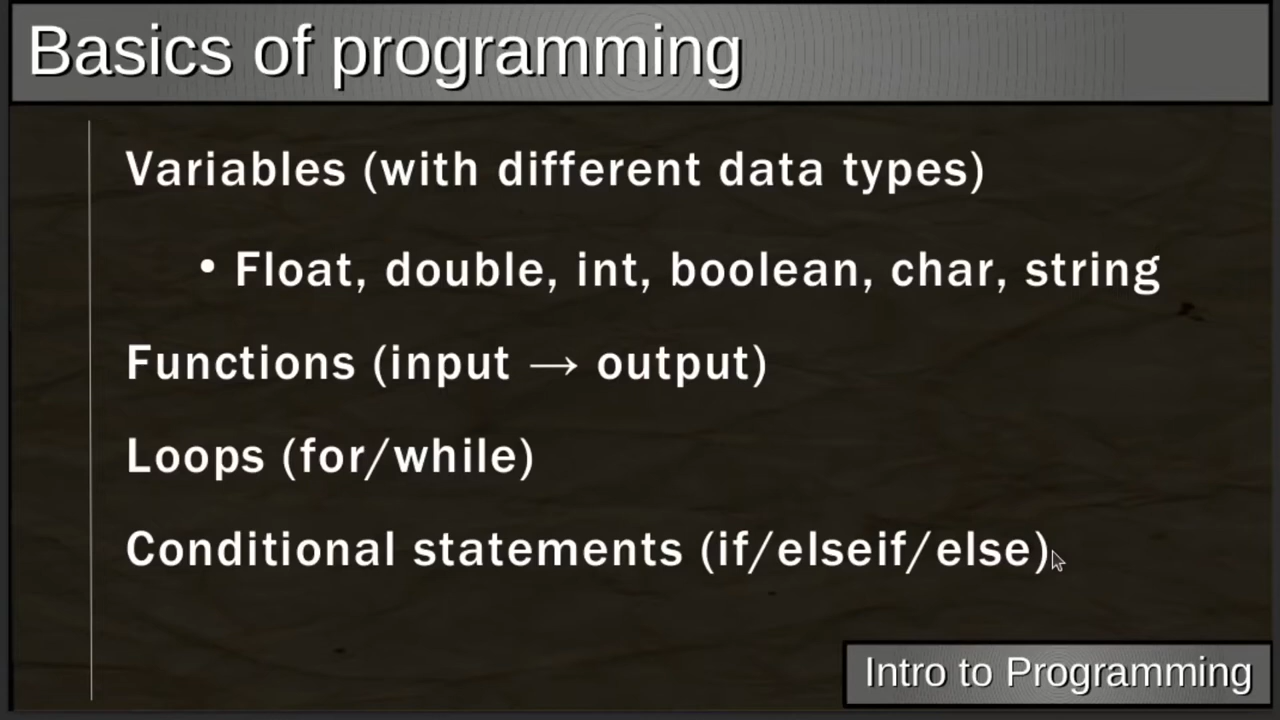 Basics of programming
Variables (with different data types)
• Float, double, int, boolean, char, string
Functions (input → output)
Loops (for/while)
Conditional statements (if/elseif/else)
Intro to Programming